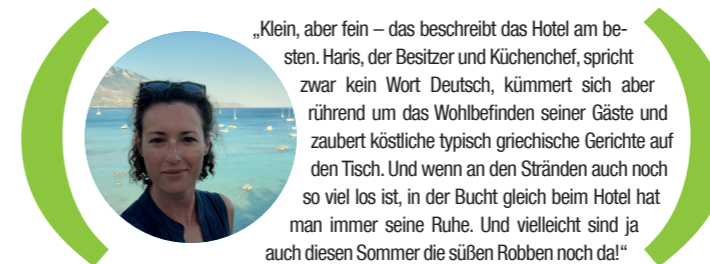 „Klein, aber fein – das beschreibt das Hotel am be-
sten. Haris, der Besitzer und Küchenchef, spricht
zwar kein Wort Deutsch, kümmert sich aber
rührend um das Wohlbefinden seiner Gäste und
zaubert köstliche typisch griechische Gerichte auf
den Tisch. Und wenn an den Stränden auch noch
so viel los ist, in der Bucht gleich beim Hotel hat
man immer seine Ruhe. Und vielleicht sind ja
auch diesen Sommer die süßen Robben noch da!“